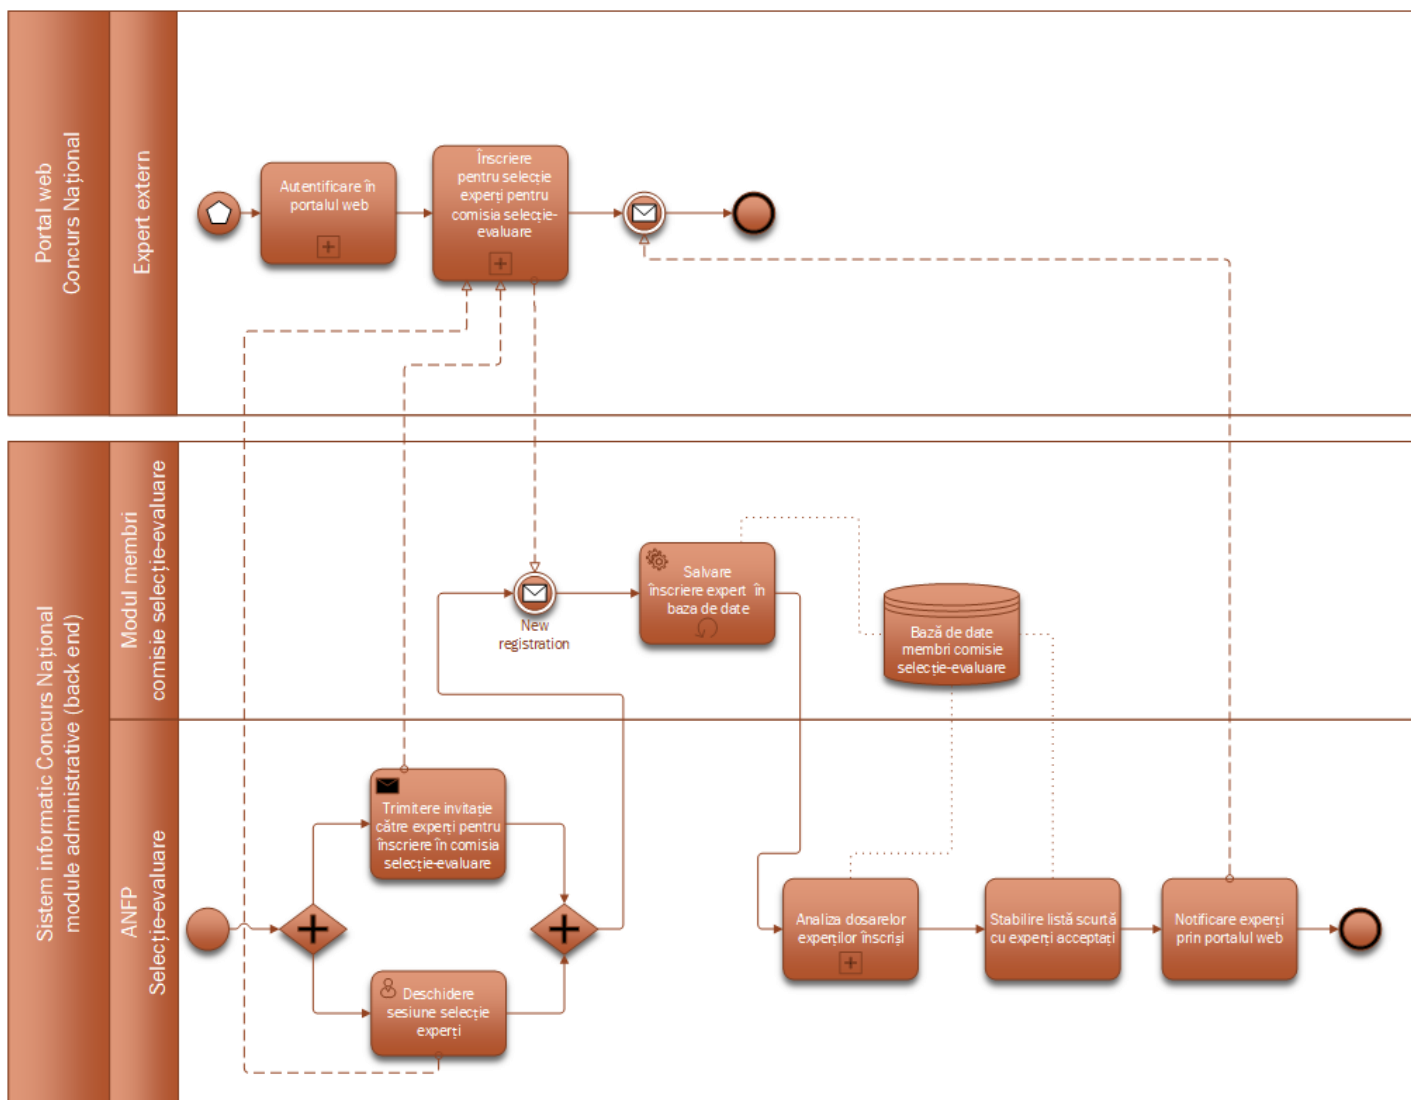 Portal web
Concurs Național
Expert extern
Autentificare în
portalul web
Înscriere
pentru selecție
experți pentru
comisia selecție-
evaluare
Sistem informatic Concurs Național
module administrative (back end)
Modul membri
comisie selecție-evaluare
New
registration
Salvare
înscriere expert în
baza de date
Bază de date
membri comisie
selecție-evaluare
ANFP
Selecție-evaluare
Trimitere invitație
către experți pentru
înscriere în comisia
selecție-evaluare
Deschidere
sesiune selecție
experți
Analiza dosarelor
experților înscriși
Stabilire listă scurtă
cu experți acceptați
Notificare experți
prin portalul web